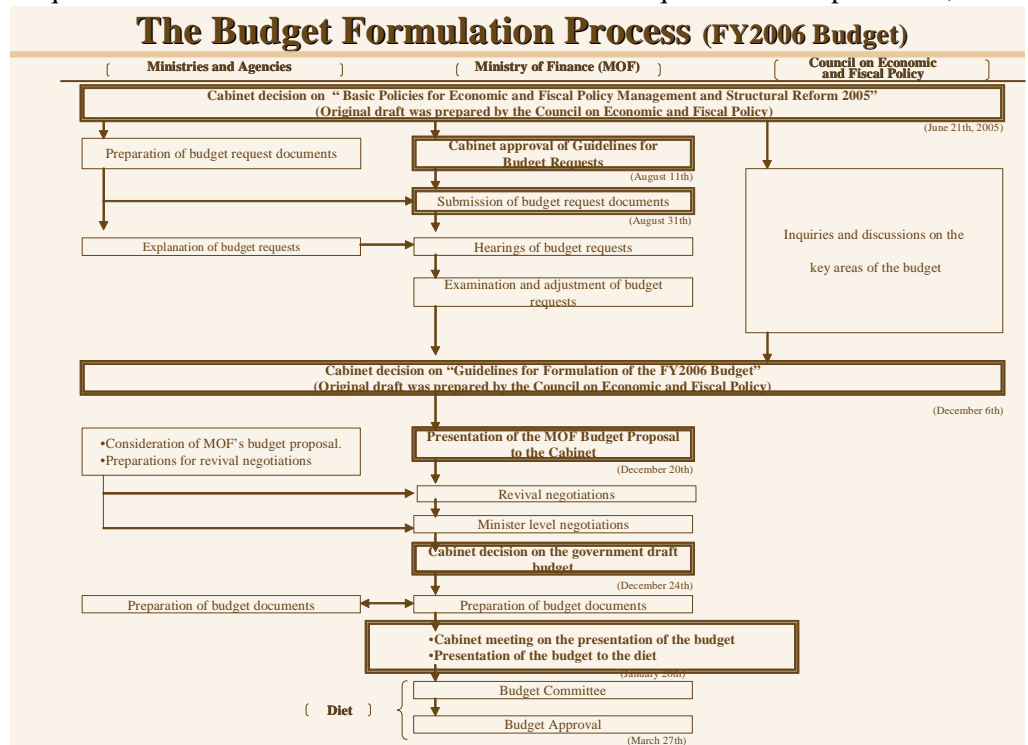 The Budget Formulation Process (FY2006 Budget)
Ministries and Agencies
Ministry of Finance (MOF)
Council on Economic
and Fiscal Policy
Cabinet decision on “ Basic Policies for Economic and Fiscal Policy Management and Structural Reform 2005”
(Original draft was prepared by the Council on Economic and Fiscal Policy)
(June 21th, 2005)
Preparation of budget request documents
Cabinet approval of Guidelines for
Budget Requests
(August 11th)
Submission of budget request documents
(August 31th)
Inquiries and discussions on the
key areas of the budget
Explanation of budget requests
Hearings of budget requests
Examination and adjustment of budget
requests
Cabinet decision on “Guidelines for Formulation of the FY2006 Budget”
(Original draft was prepared by the Council on Economic and Fiscal Policy)
(December 6th)
•Consideration of MOF’s budget proposal.
•Preparations for revival negotiations
Presentation of the MOF Budget Proposal
to the Cabinet
(December 20th)
Revival negotiations
Minister level negotiations
Cabinet decision on the government draft
budget
(December 24th)
Preparation of budget documents
Preparation of budget documents
•Cabinet meeting on the presentation of the budget
•Presentation of the budget to the diet
(January 20th)
Diet
Budget Committee
Budget Approval
(March 27th)